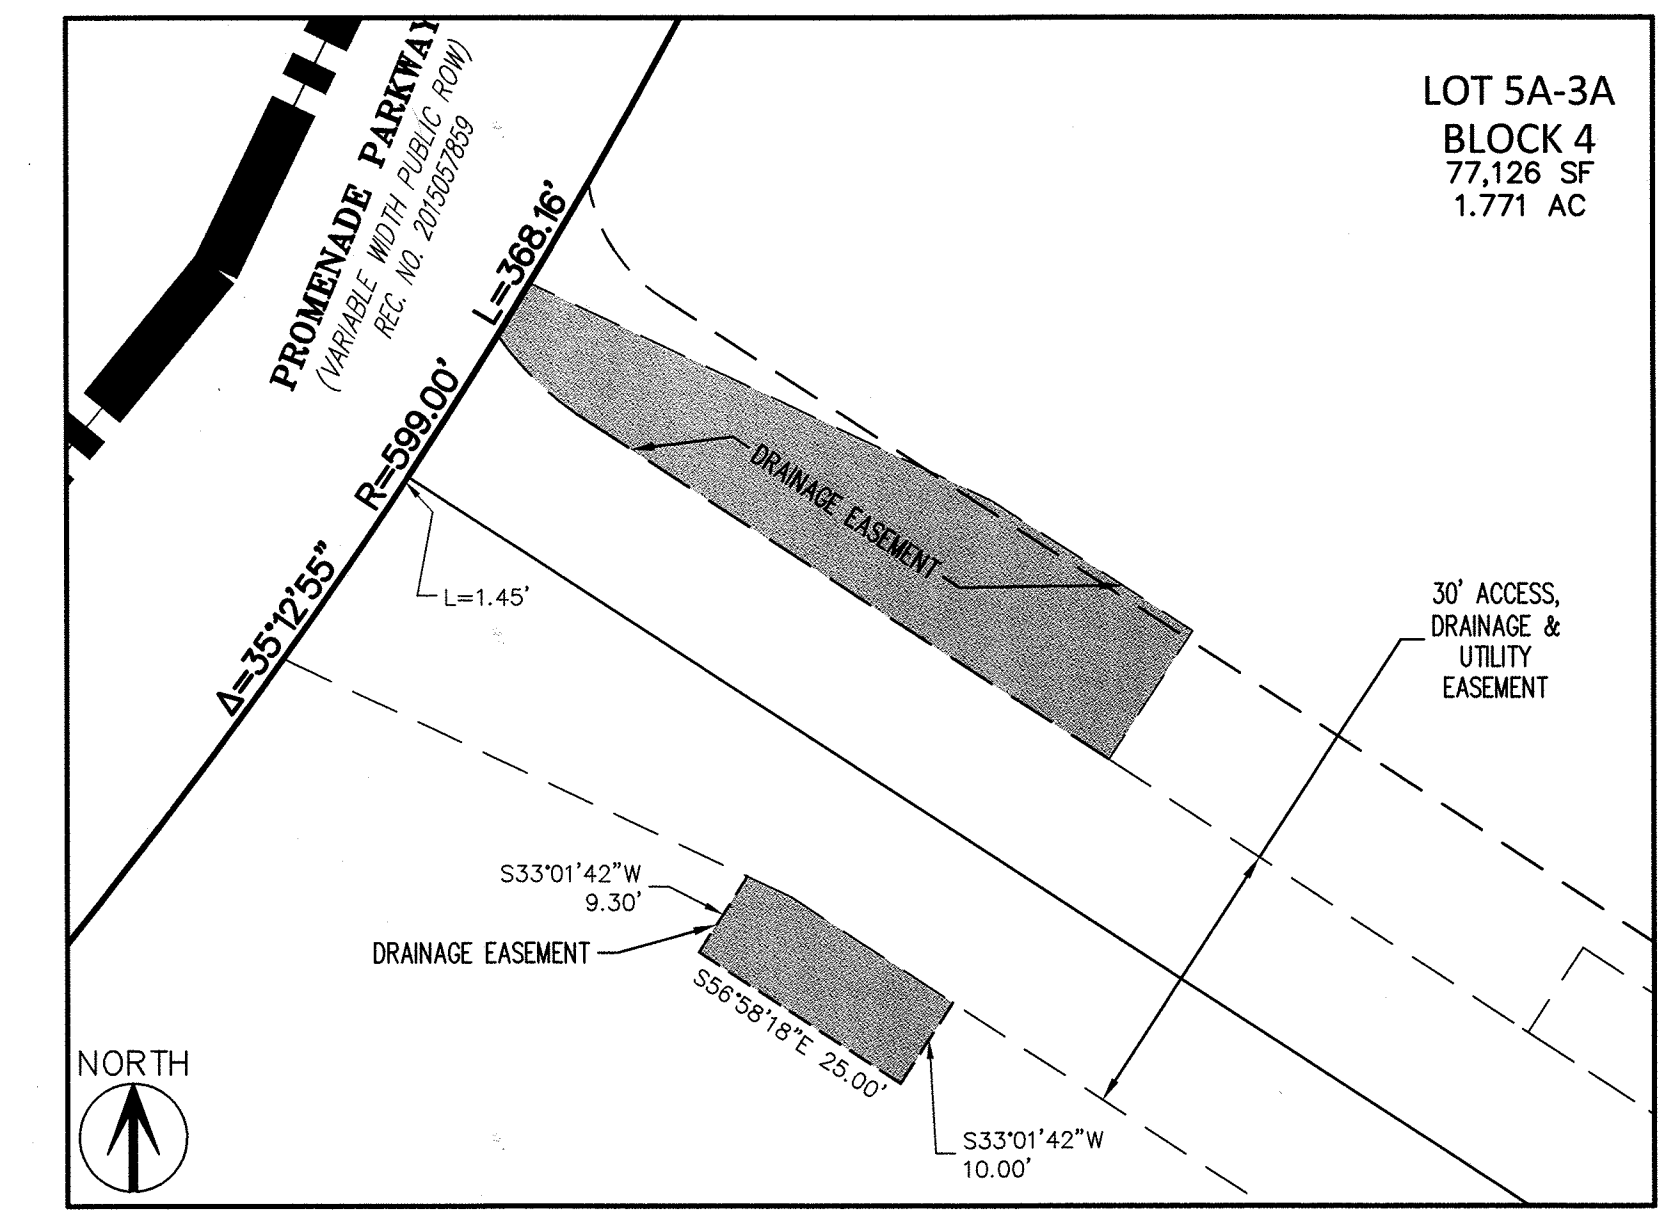 PROMENADE PARKWAY
(VARIABLE WIDTH PUBLIC ROW)
REC. NO. 2015057859
LOT 5A-3A
BLOCK 4
77,126 SF
1.771 AC
L=368.16'
R=599.00'
Δ=35°12'55"
L=1.45'
DRAINAGE EASEMENT
30' ACCESS,
DRAINAGE &
UTILITY
EASEMENT
S33°01'42"W
9.30'
DRAINAGE EASEMENT
S56°58'18"E 25.00'
S33°01'42"W
10.00'
NORTH